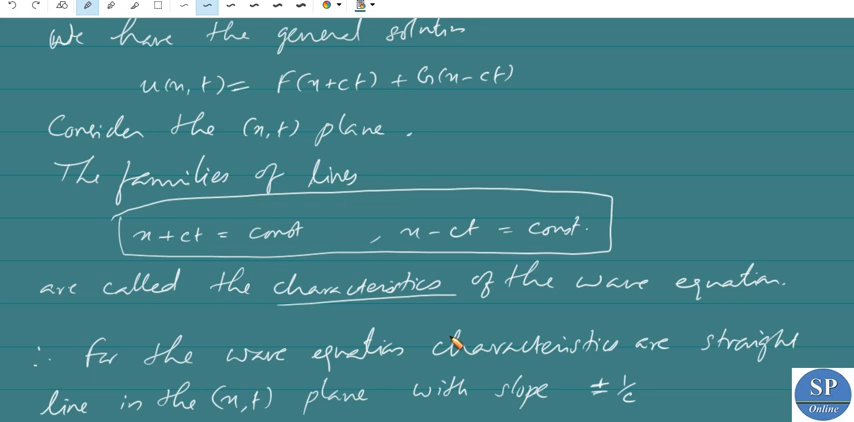 We have the general solution
u(x, t) = F(x+ct) + G(x-ct)
Consider the (x,t) plane.
The families of lines
x+ct = const , x - ct = const.
are called the characteristics of the wave equation.
∴ for the wave equation characteristics are straight
line in the (x,t) plane with slope ± 1/c
SP
Online